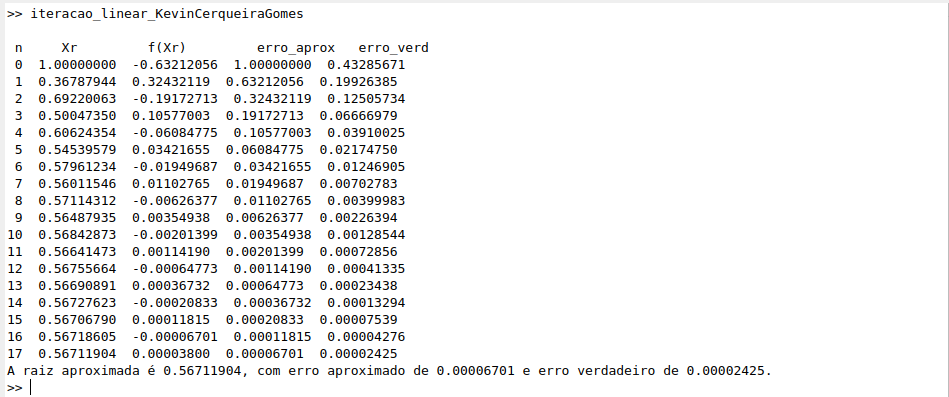 >> iteracao_linear_KevinCerqueiraGomes
n Xr f(Xr) erro_aprox erro_verd
0 1.00000000 -0.63212056 1.00000000 0.43285671
1 0.36787944 0.32432119 0.63212056 0.19926385
2 0.69220063 -0.19172713 0.32432119 0.12505734
3 0.50047350 0.10577003 0.19172713 0.06666979
4 0.60624354 -0.06084775 0.10577003 0.03910025
5 0.54539579 0.03421655 0.06084775 0.02174750
6 0.57961234 -0.01949687 0.03421655 0.01246905
7 0.56011546 0.01102765 0.01949687 0.00702783
8 0.57114312 -0.00626377 0.01102765 0.00399983
9 0.56487935 0.00354938 0.00626377 0.00226394
10 0.56842873 -0.00201399 0.00354938 0.00128544
11 0.56641473 0.00114190 0.00201399 0.00072856
12 0.56755664 -0.00064773 0.00114190 0.00041335
13 0.56690891 0.00036732 0.00064773 0.00023438
14 0.56727623 -0.00020833 0.00036732 0.00013294
15 0.56706790 0.00011815 0.00020833 0.00007539
16 0.56718605 -0.00006701 0.00011815 0.00004276
17 0.56711904 0.00003800 0.00006701 0.00002425
A raiz aproximada é 0.56711904, com erro aproximado de 0.00006701 e erro verdadeiro de 0.00002425.
>>